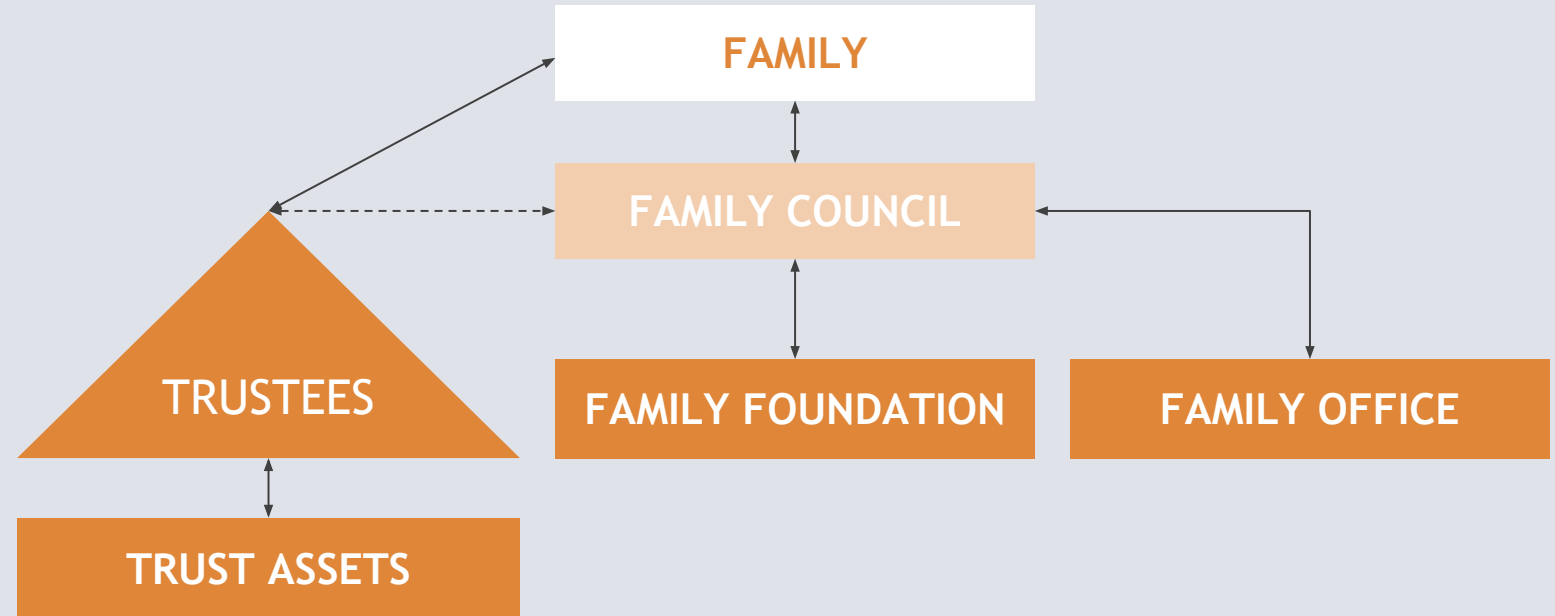 FAMILY
FAMILY COUNCIL
TRUSTEES
FAMILY FOUNDATION
FAMILY OFFICE
TRUST ASSETS